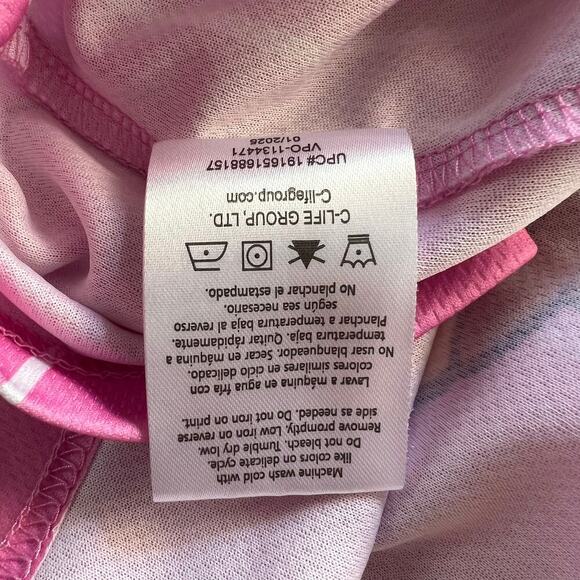 Machine wash cold with
like colors on delicate cycle.
Do not bleach. Tumble dry low.
Remove promptly. Low iron on reverse
side as needed. Do not iron on print.
Lavar a máquina en agua fría con
colores similares en ciclo delicado.
No usar blanqueador. Secar en máquina a
temperatura baja. Quitar rápidamente.
Planchar a temperatura baja al reverso
según sea necesario.
No planchar el estampado.
C-LIFE GROUP, LTD.
C-lifegroup.com
UPC# 191651688157
VPO-1134471
01/2025